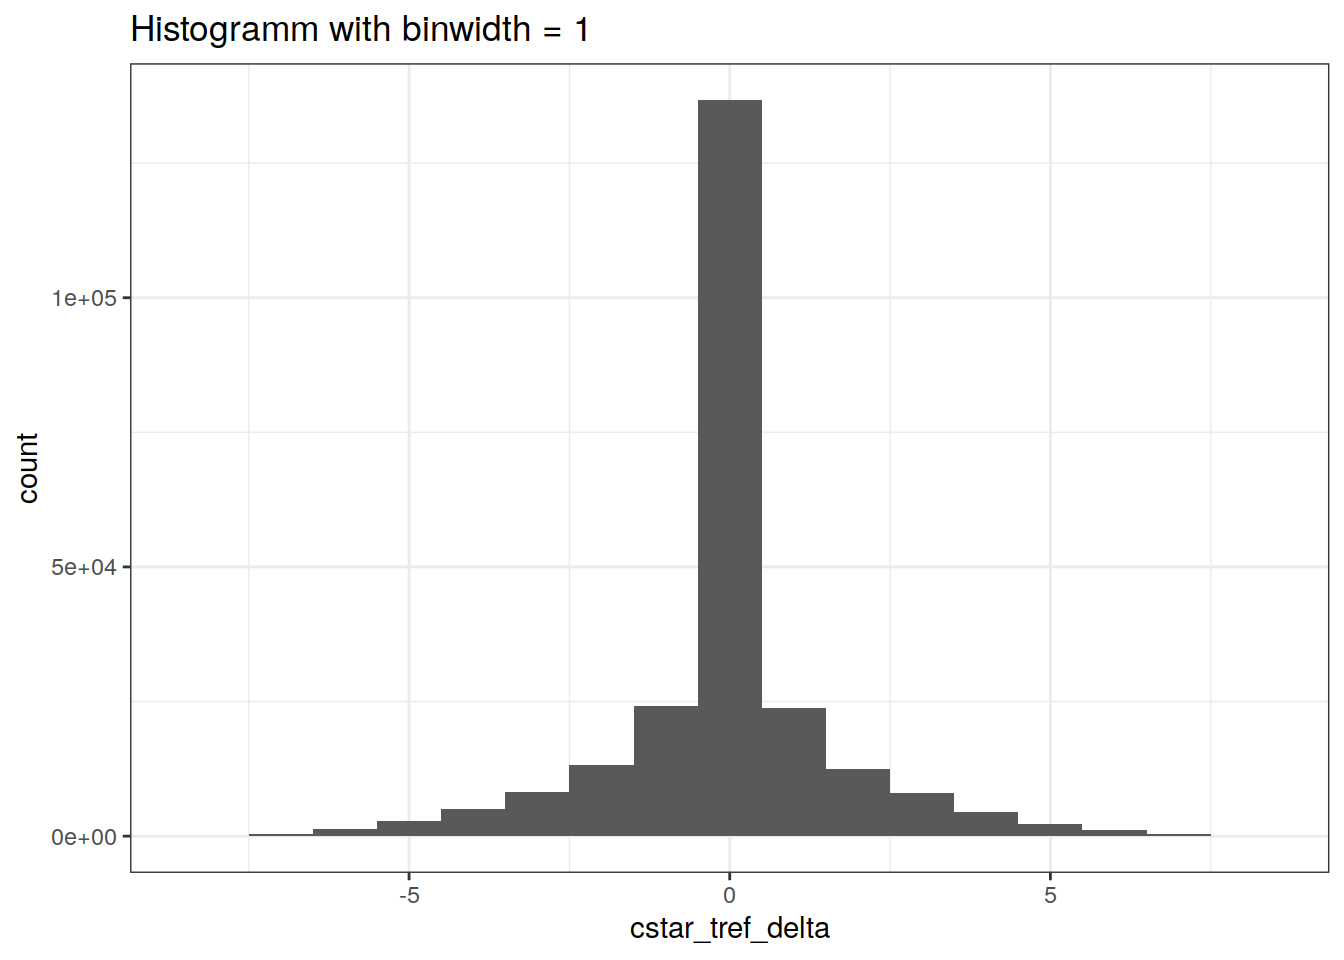 Histogramm with binwidth = 1
1e+05
5e+04
0e+00
count
-5 0 5
cstar_tref_delta